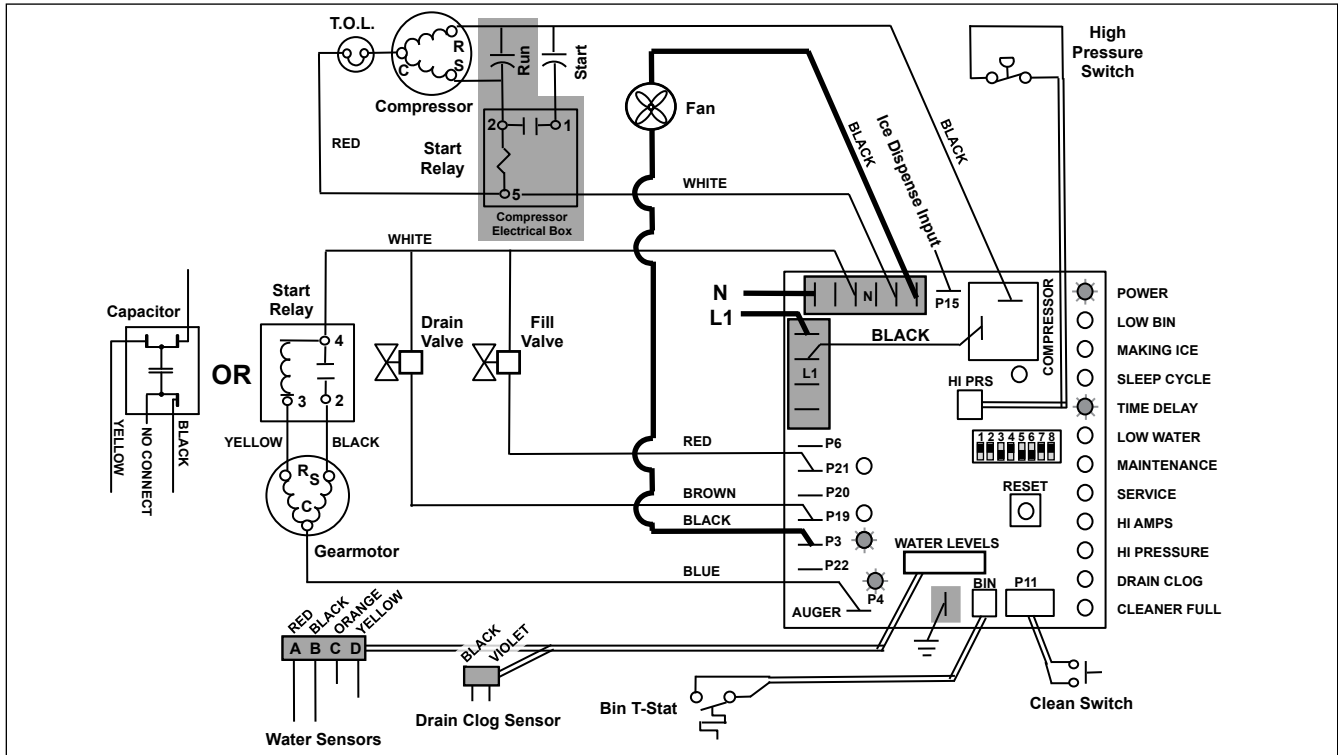 T.O.L.
R
S
C
Compressor
Run
Start
2
1
Start
Relay
5
Compressor
Electrical Box
RED
WHITE
Fan
BLACK
Ice Dispense Input
BLACK
High
Pressure
Switch
WHITE
Capacitor
YELLOW
NO CONNECT
BLACK
OR
Start
Relay
4
3
2
YELLOW
BLACK
R
S
C
Gearmotor
Drain
Valve
Fill
Valve
N
L1
N
P15
L1
BLACK
COMPRESSOR
HI PRS
1 2 3 4 5 6 7 8
RESET
RED
P6
P21
P20
BROWN
P19
BLACK
P3
P22
BLUE
P4
AUGER
WATER LEVELS
BIN
P11
POWER
LOW BIN
MAKING ICE
SLEEP CYCLE
TIME DELAY
LOW WATER
MAINTENANCE
SERVICE
HI AMPS
HI PRESSURE
DRAIN CLOG
CLEANER FULL
RED
BLACK
ORANGE
YELLOW
A B C D
Water Sensors
BLACK
VIOLET
Drain Clog Sensor
Bin T-Stat
Clean Switch